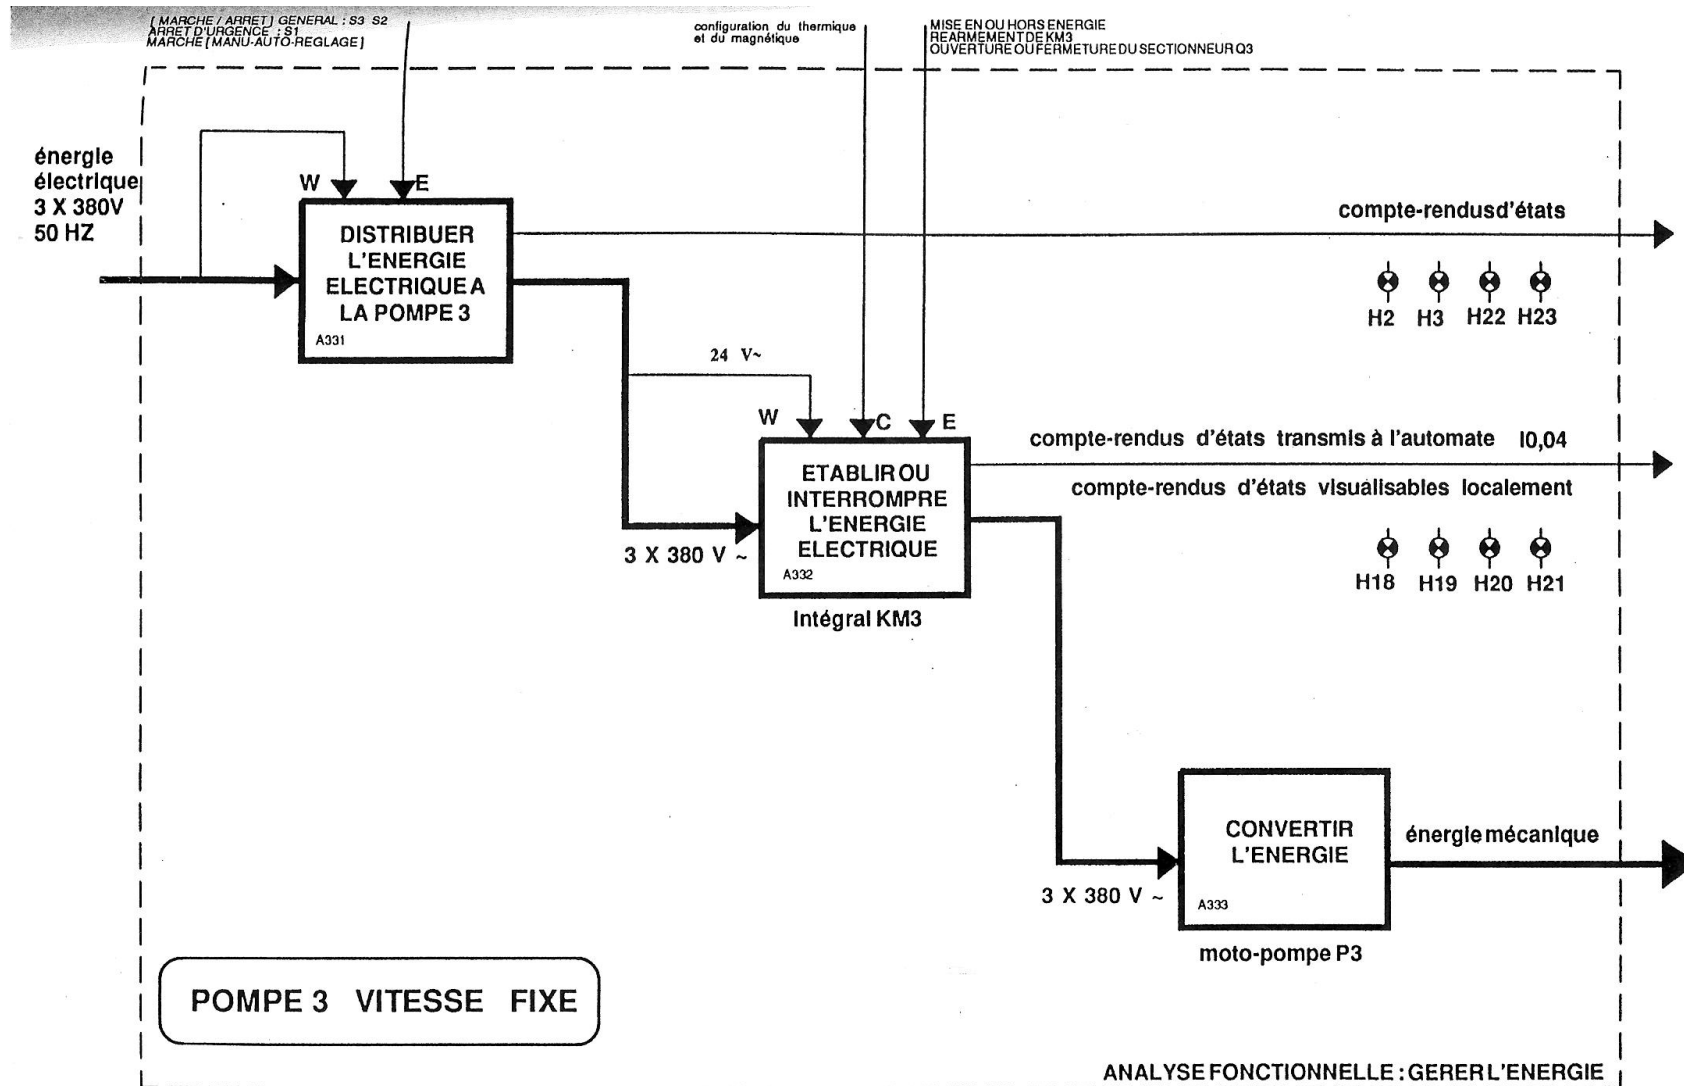 [ MARCHE / ARRET ] GENERAL : S3 S2
ARRET D'URGENCE : S1
MARCHE [ MANU-AUTO-REGLAGE ]
configuration du thermique
et du magnétique
MISE EN OU HORS ENERGIE
REARMEMENT DE KM3
OUVERTURE OU FERMETURE DU SECTIONNEUR Q3
énergie
électrique
3 X 380V
50 HZ
W E
DISTRIBUER
L'ENERGIE
ELECTRIQUE A
LA POMPE 3
A331
compte-rendus d'états
H2 H3 H22 H23
24 V~
W C E
ETABLIR OU
INTERROMPRE
L'ENERGIE
ELECTRIQUE
A332
3 X 380 V ~
Intégral KM3
compte-rendus d'états transmis à l'automate I0,04
compte-rendus d'états visualisables localement
H18 H19 H20 H21
CONVERTIR
L'ENERGIE
A333
énergie mécanique
3 X 380 V ~
moto-pompe P3
POMPE 3 VITESSE FIXE
ANALYSE FONCTIONNELLE : GERER L'ENERGIE